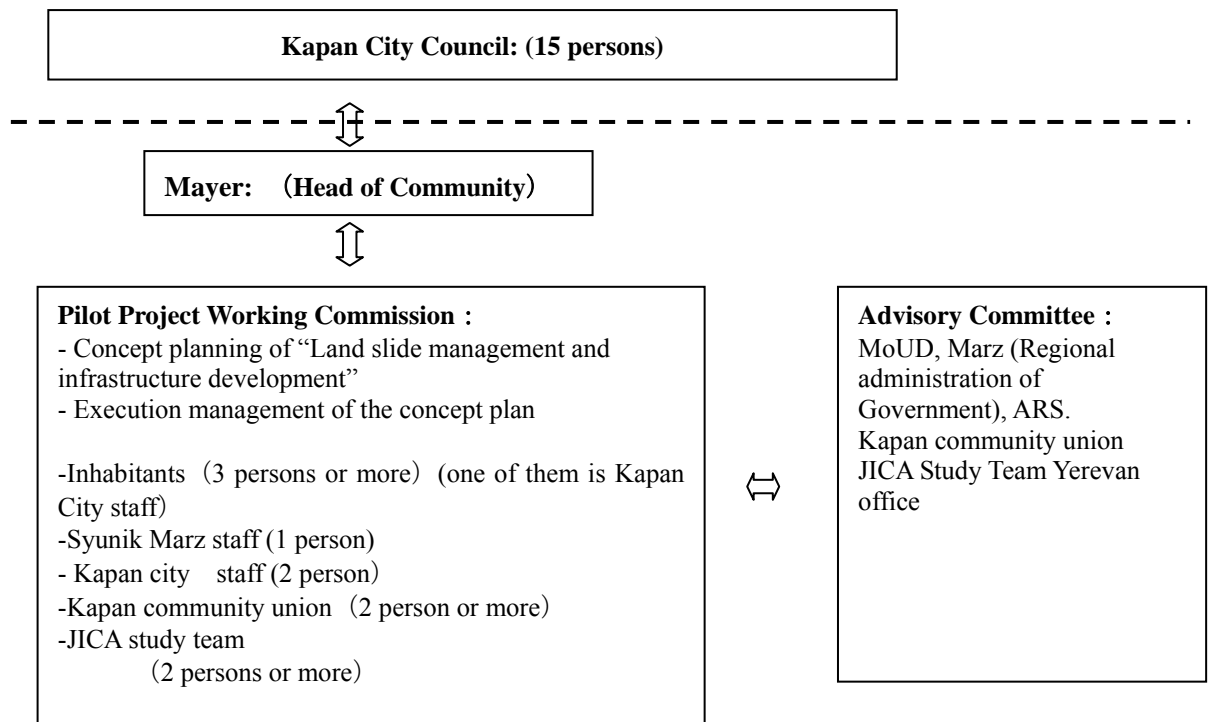 Kapan City Council: (15 persons)
Mayer: （Head of Community）
Pilot Project Working Commission：
- Concept planning of “Land slide management and
infrastructure development”
- Execution management of the concept plan
-Inhabitants（3 persons or more）(one of them is Kapan
City staff）
-Syunik Marz staff (1 person)
- Kapan city staff (2 person）
-Kapan community union（2 person or more）
-JICA study team
（2 persons or more）
Advisory Committee：
MoUD, Marz (Regional
administration of
Government), ARS.
Kapan community union
JICA Study Team Yerevan
office